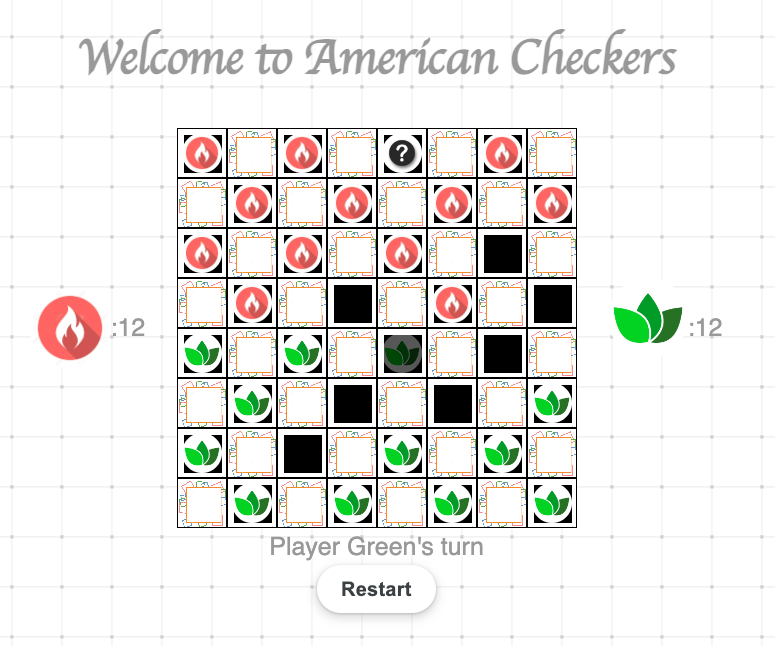 Welcome to American Checkers
?
:12
:12
Player Green's turn
Restart